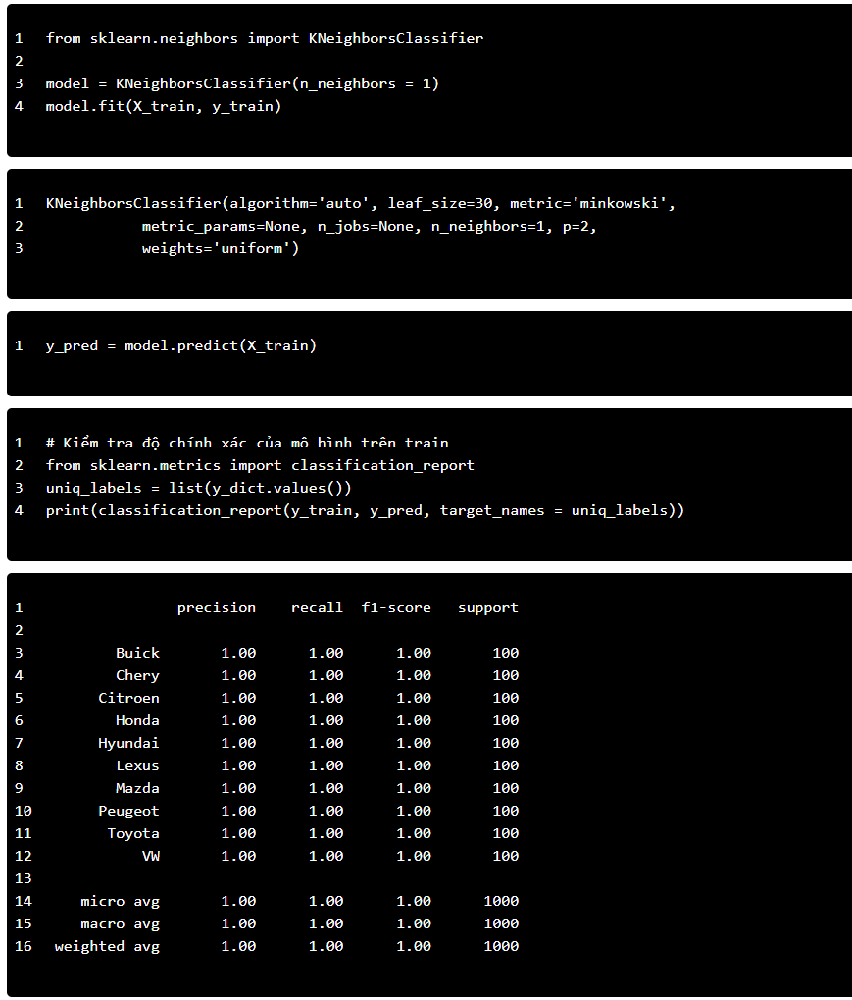 1 from sklearn.neighbors import KNeighborsClassifier
2
3 model = KNeighborsClassifier(n_neighbors = 1)
4 model.fit(X_train, y_train)
1 KNeighborsClassifier(algorithm='auto', leaf_size=30, metric='minkowski',
2 metric_params=None, n_jobs=None, n_neighbors=1, p=2,
3 weights='uniform')
1 y_pred = model.predict(X_train)
1 # Kiểm tra độ chính xác của mô hình trên train
2 from sklearn.metrics import classification_report
3 uniq_labels = list(y_dict.values())
4 print(classification_report(y_train, y_pred, target_names = uniq_labels))
1 precision recall f1-score support
2
3 Buick 1.00 1.00 1.00 100
4 Chery 1.00 1.00 1.00 100
5 Citroen 1.00 1.00 1.00 100
6 Honda 1.00 1.00 1.00 100
7 Hyundai 1.00 1.00 1.00 100
8 Lexus 1.00 1.00 1.00 100
9 Mazda 1.00 1.00 1.00 100
10 Peugeot 1.00 1.00 1.00 100
11 Toyota 1.00 1.00 1.00 100
12 VW 1.00 1.00 1.00 100
13
14 micro avg 1.00 1.00 1.00 1000
15 macro avg 1.00 1.00 1.00 1000
16 weighted avg 1.00 1.00 1.00 1000